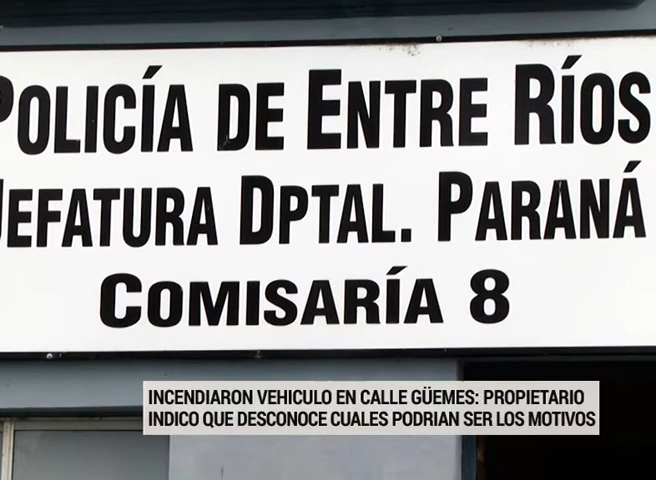 POLICÍA DE ENTRE RÍOS
JEFATURA DPTAL. PARANÁ
COMISARÍA 8
INCENDIARON VEHICULO EN CALLE GÜEMES: PROPIETARIO
INDICO QUE DESCONOCE CUALES PODRIAN SER LOS MOTIVOS